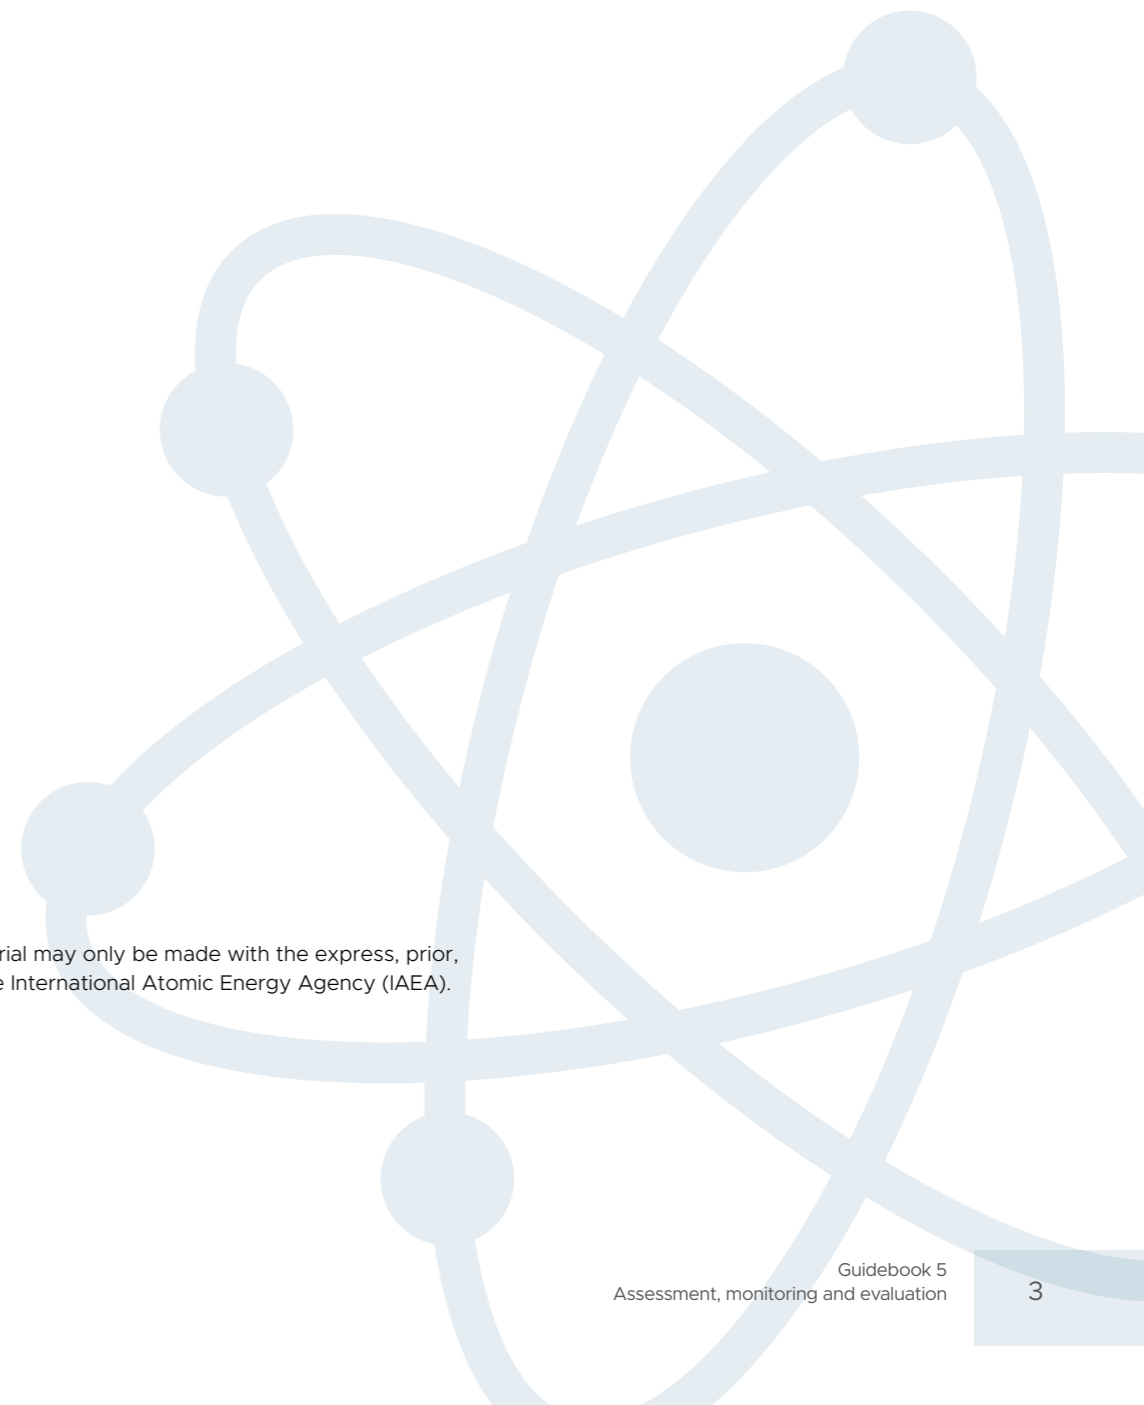 rial may only be made with the express, prior,
e International Atomic Energy Agency (IAEA).
Guidebook 5
Assessment, monitoring and evaluation
3